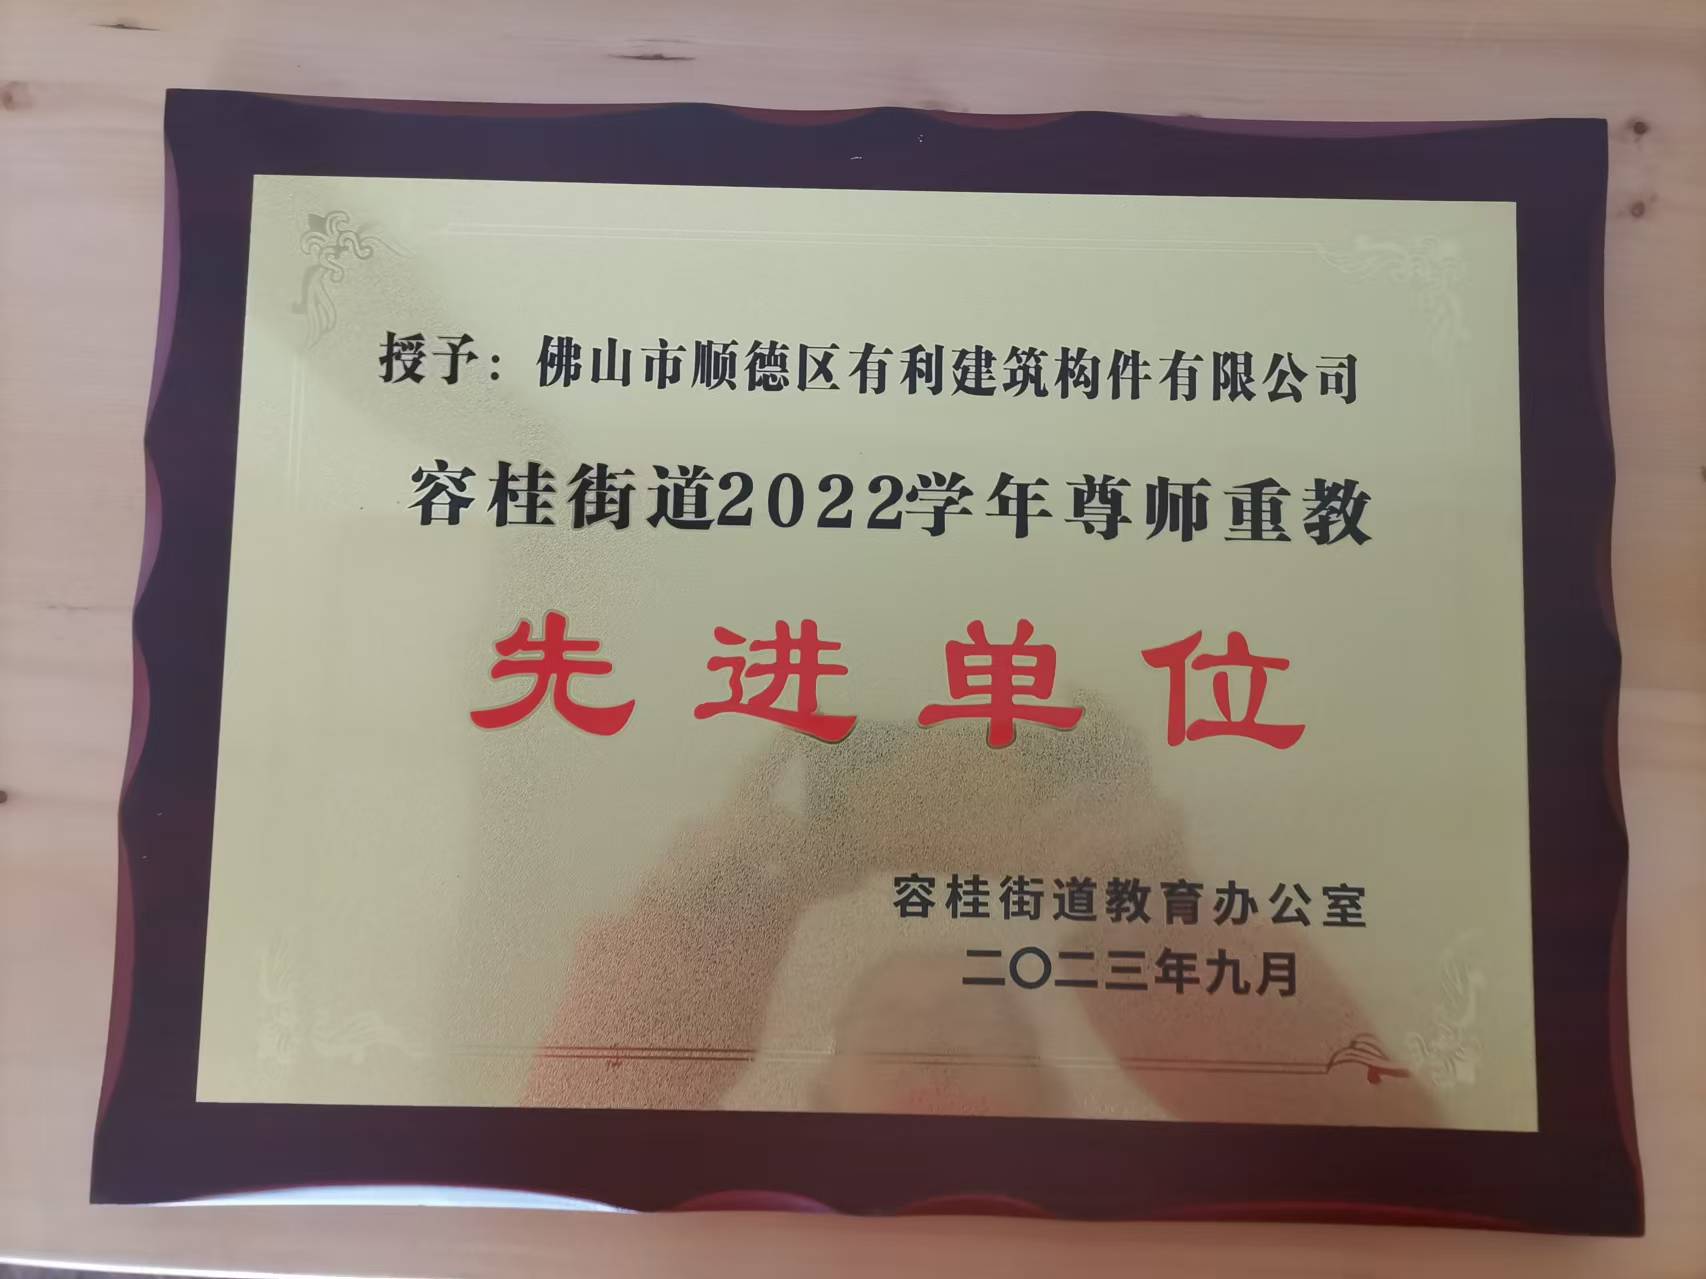 授予：佛山市顺德区有利建筑构件有限公司
容桂街道2022学年尊师重教
先进单位
容桂街道教育办公室
二〇二三年九月